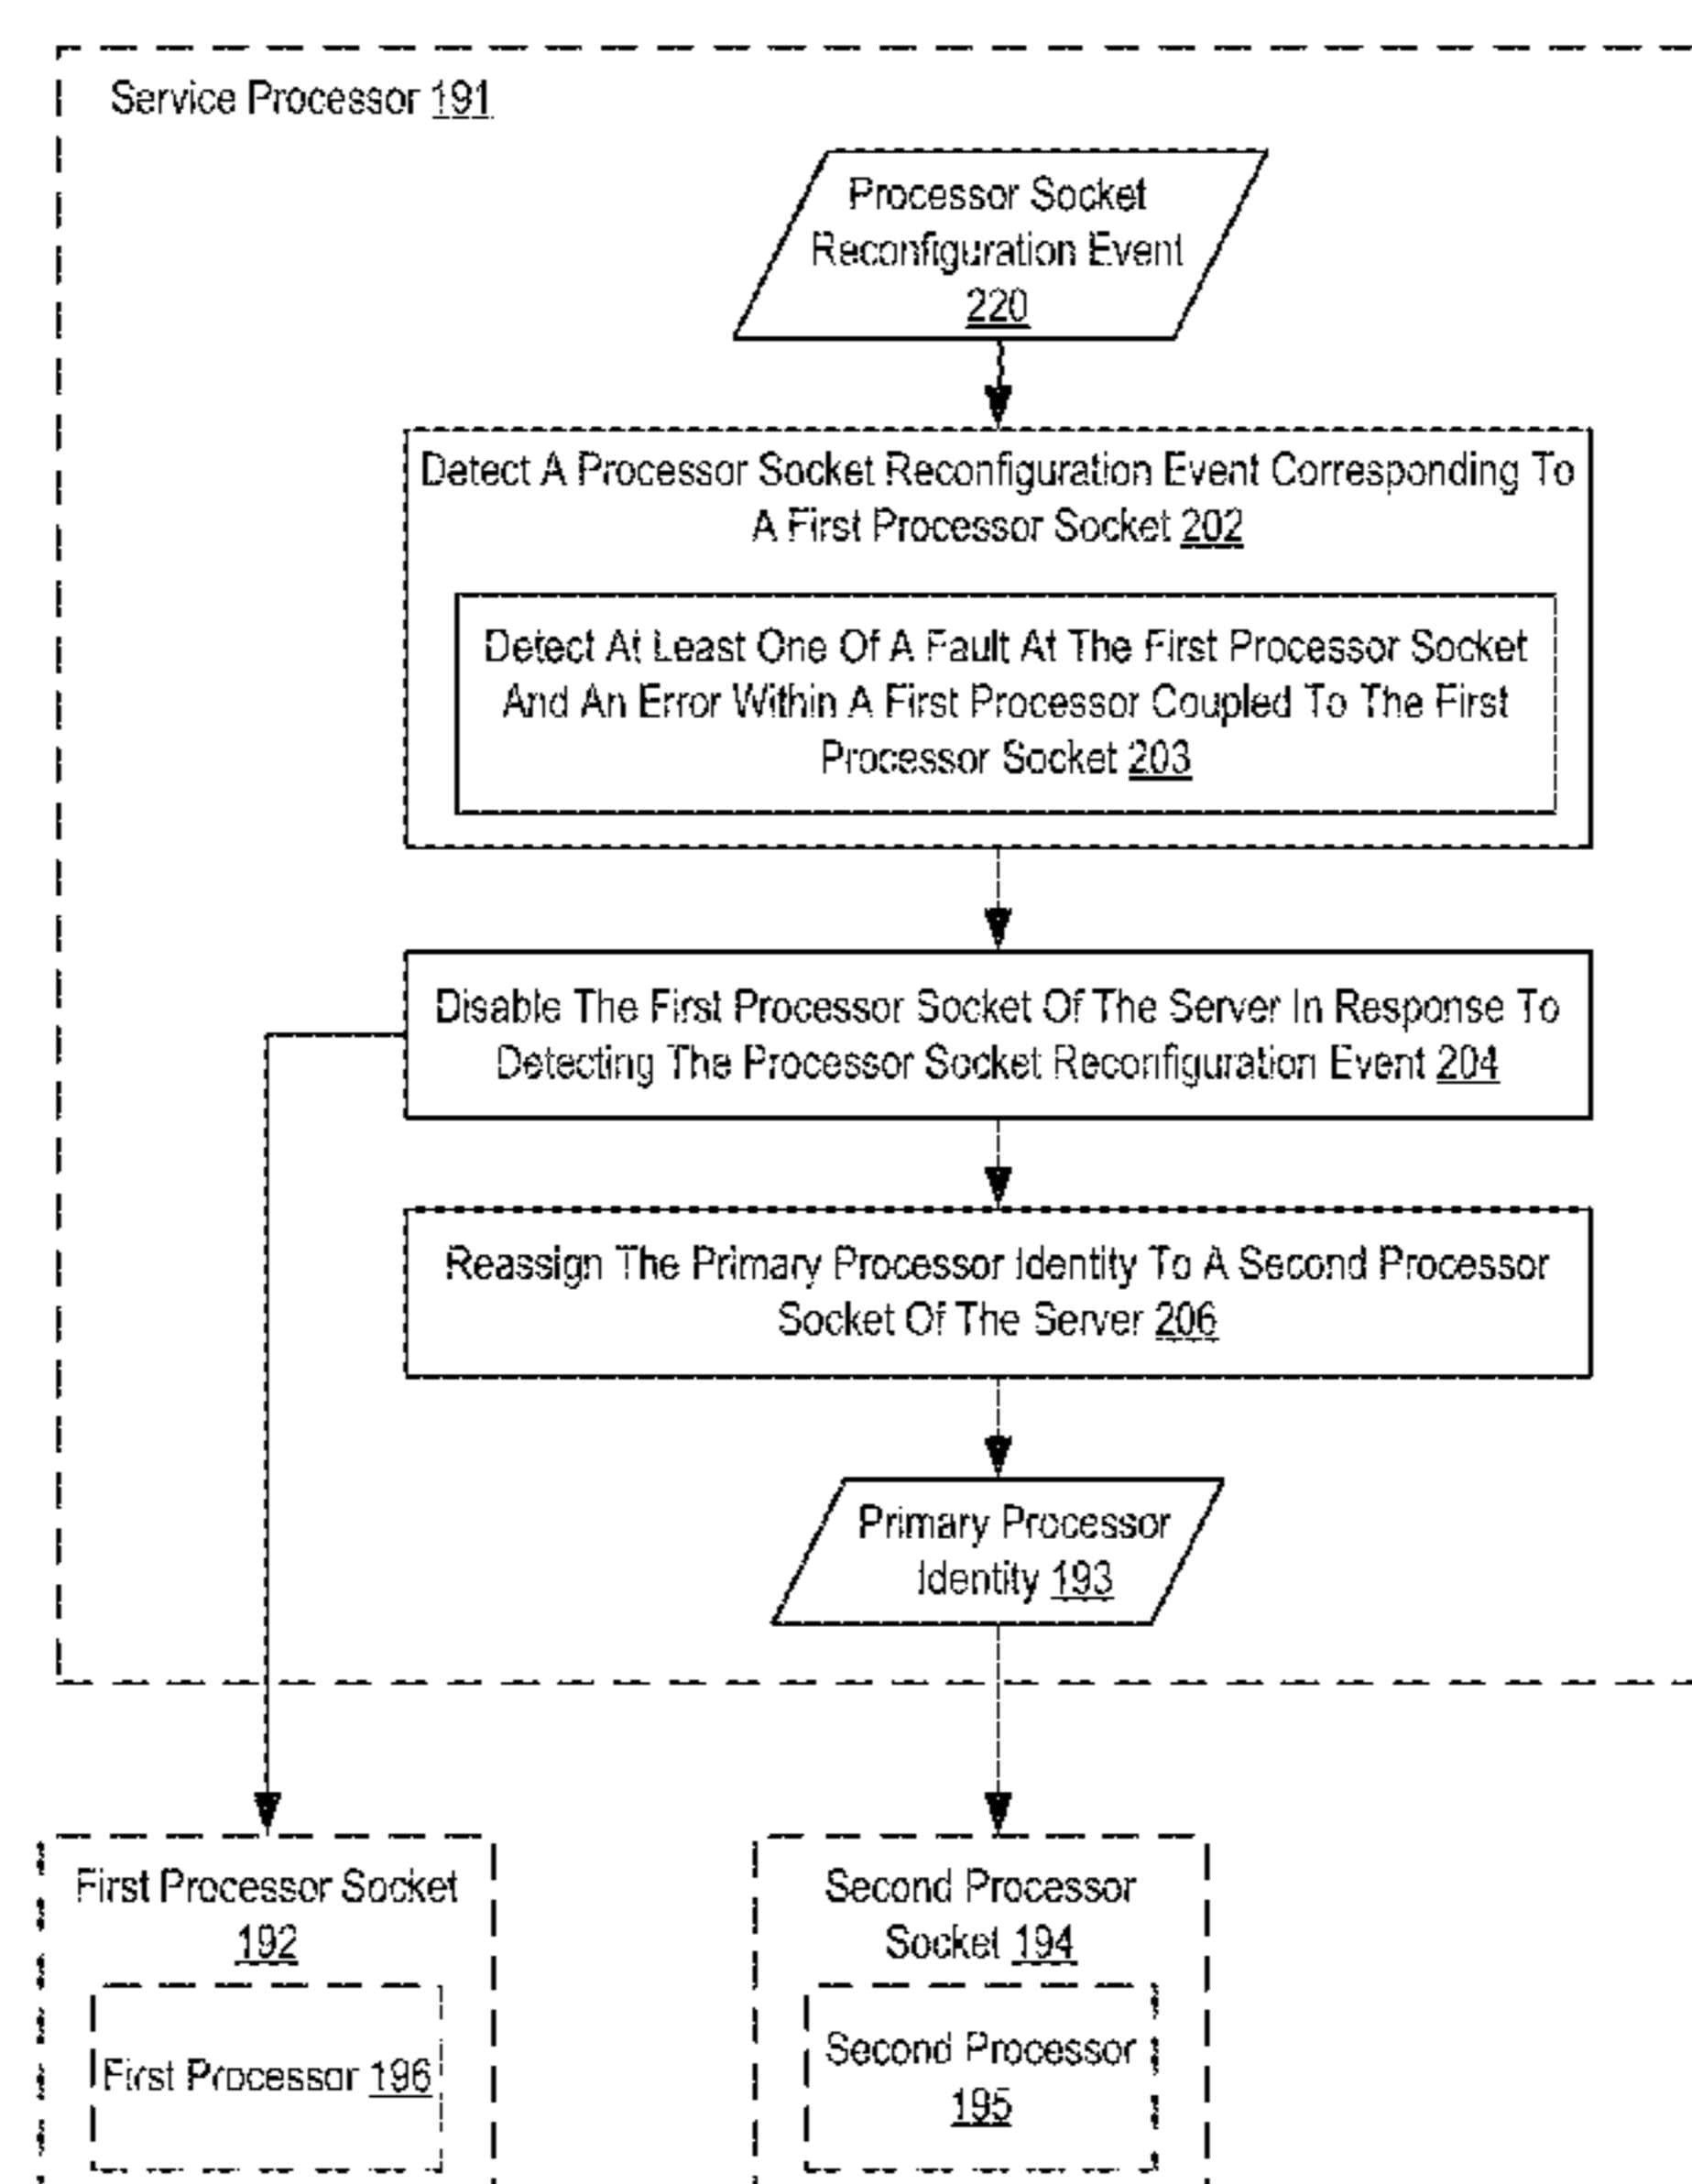 Service Processor 191
Processor Socket
Reconfiguration Event
220
Detect A Processor Socket Reconfiguration Event Corresponding To
A First Processor Socket 202
Detect At Least One Of A Fault At The First Processor Socket
And An Error Within A First Processor Coupled To The First
Processor Socket 203
Disable The First Processor Socket Of The Server In Response To
Detecting The Processor Socket Reconfiguration Event 204
Reassign The Primary Processor Identity To A Second Processor
Socket Of The Server 206
Primary Processor
Identity 193
First Processor Socket
192
First Processor 196
Second Processor
Socket 194
Second Processor
195